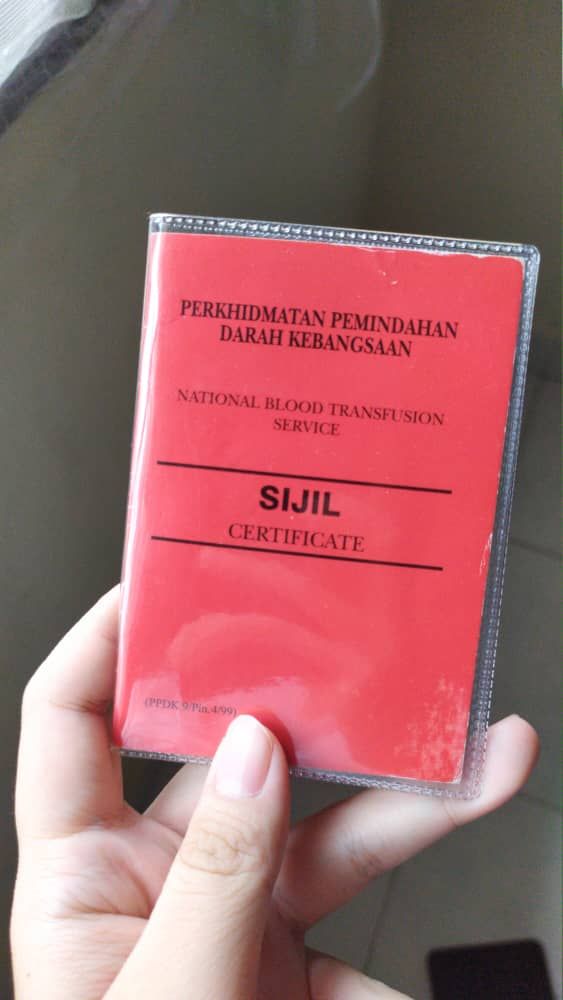 PERKHIDMATAN PEMINDAHAN
DARAH KEBANGSAAN
NATIONAL BLOOD TRANSFUSION
SERVICE
SIJIL
CERTIFICATE
(PPDK 9/Pin.4/99)